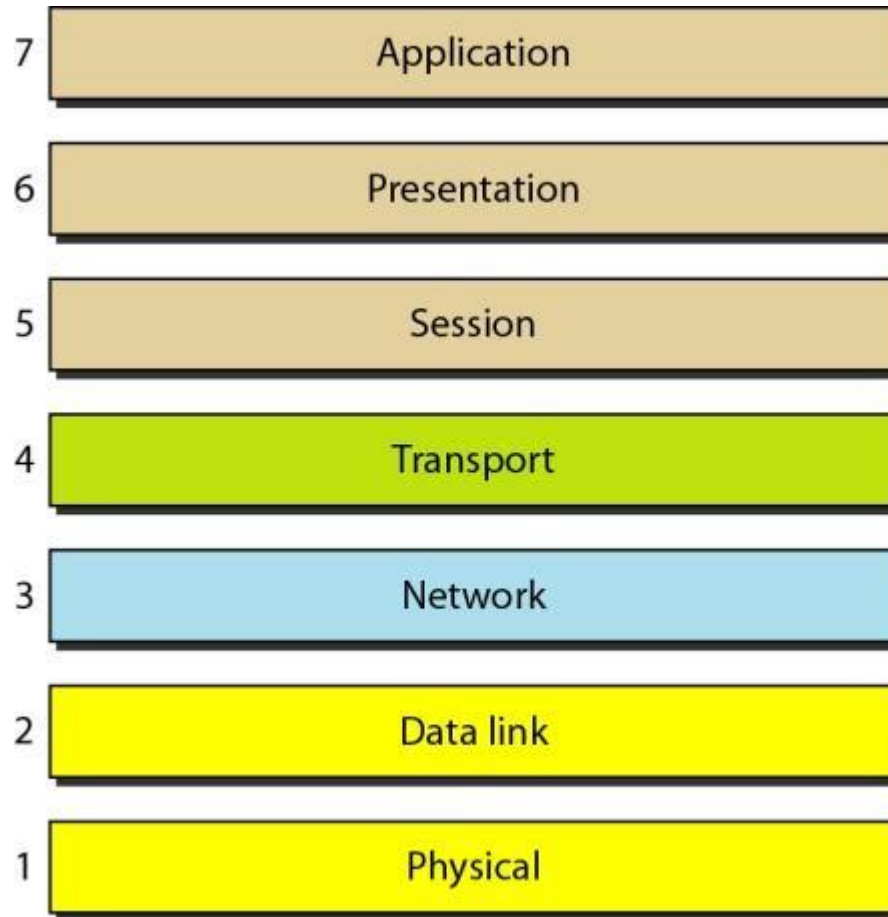 7 Application
6 Presentation
5 Session
4 Transport
3 Network
2 Data link
1 Physical